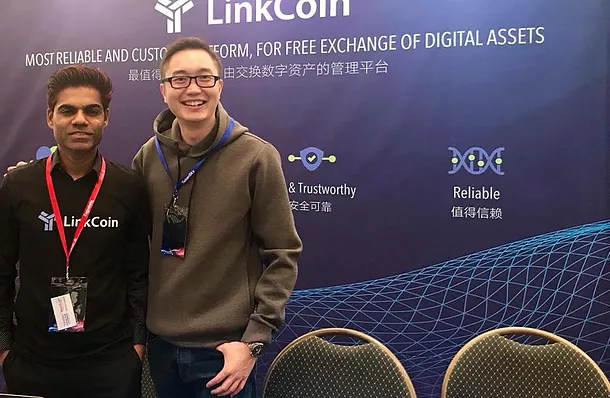 LinkCoin
MOST RELIABLE AND CUSTO TFORM, FOR FREE EXCHANGE OF DIGITAL ASSETS
最值得 由交换数字资产的管理平台
& Trustworthy
安全可靠
Reliable
值得信赖
LinkCoin